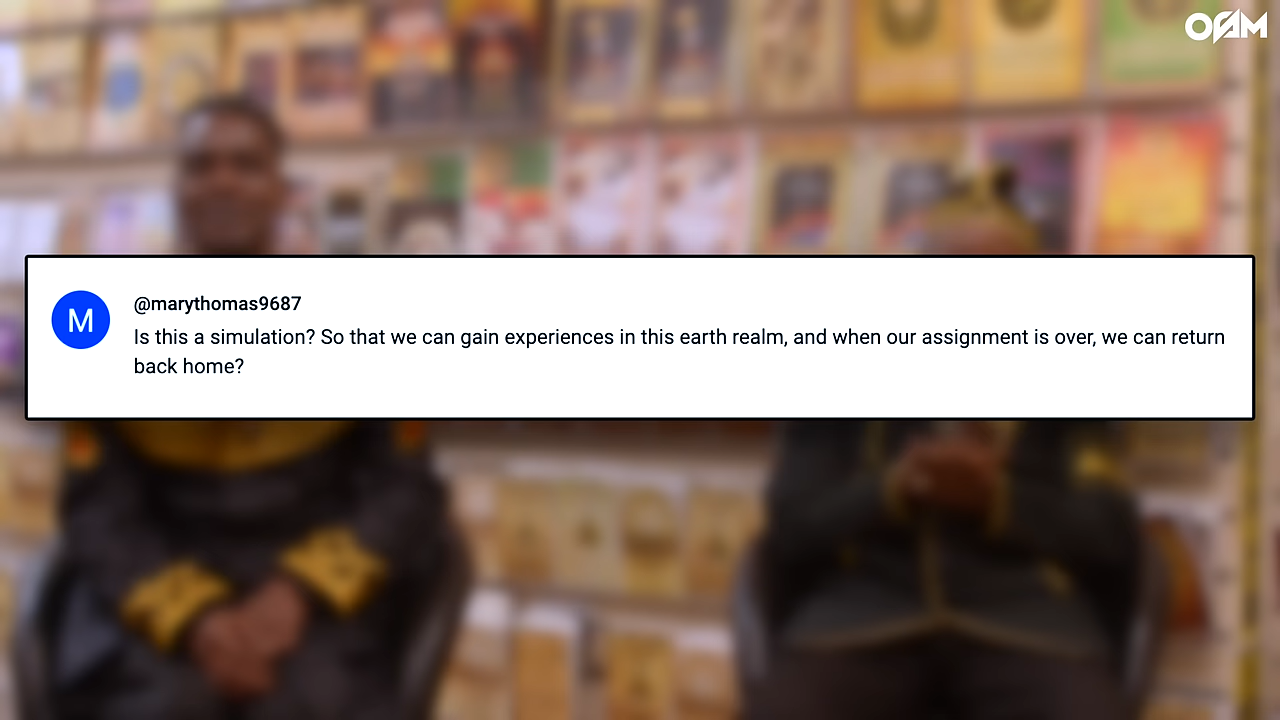 OSAM
M
@marythomas9687
Is this a simulation? So that we can gain experiences in this earth realm, and when our assignment is over, we can return
back home?